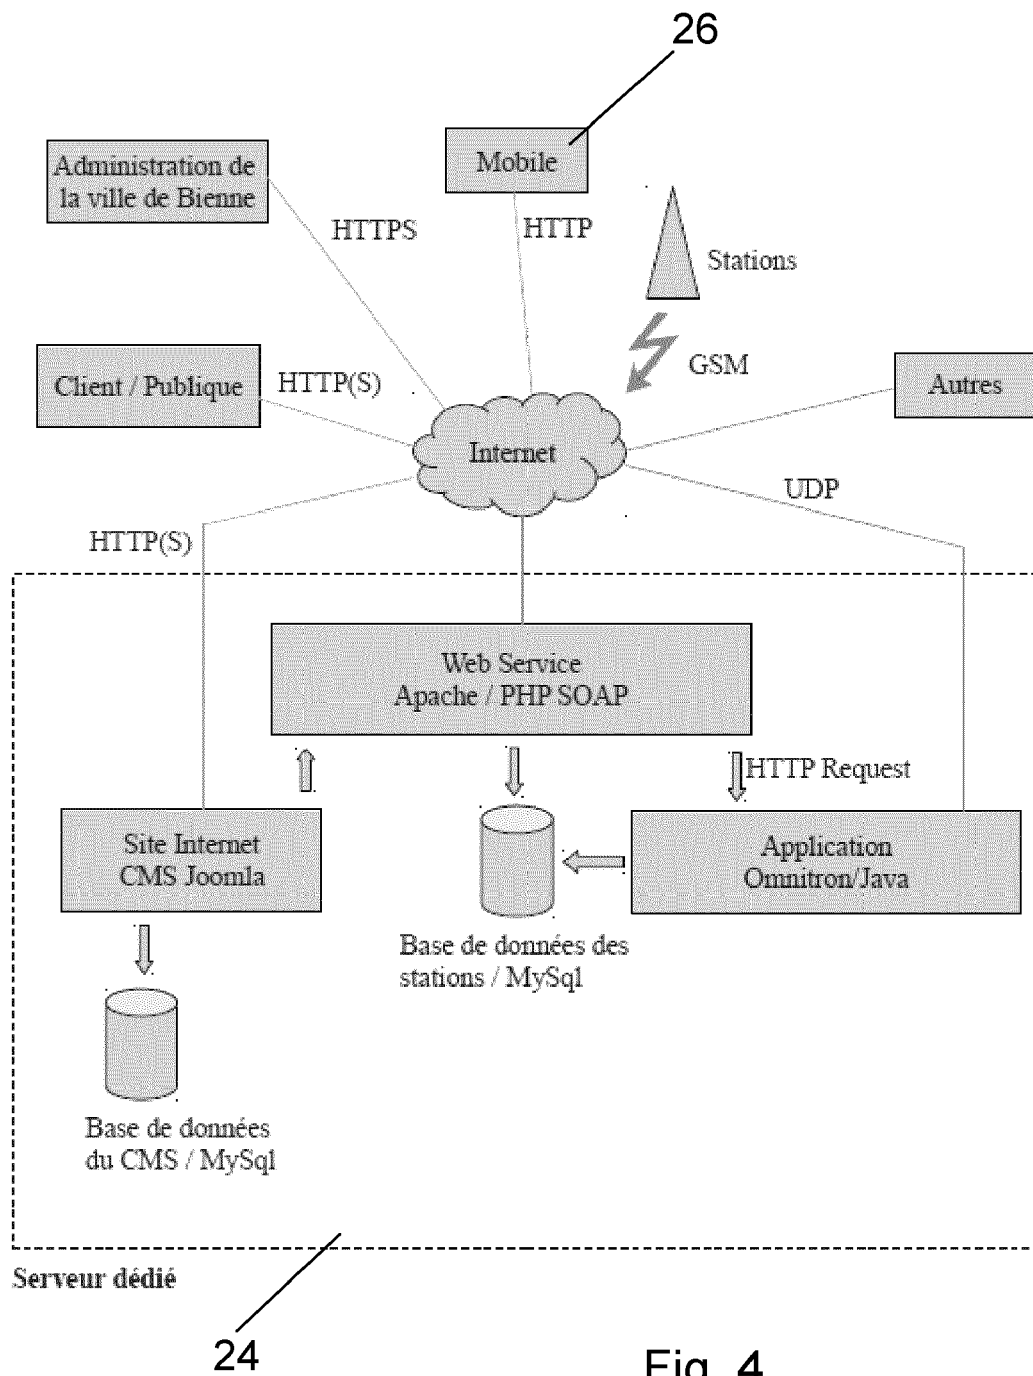 26
Administration de
la ville de Bienne
Mobile
HTTPS
HTTP
Stations
Client / Publique
HTTP(S)
GSM
Autres
Internet
UDP
HTTP(S)
Web Service
Apache / PHP SOAP
HTTP Request
Site Internet
CMS Joomla
Application
Omnitron/Java
Base de données des
stations / MySql
Base de données
du CMS / MySql
Serveur dédié
24
Fig. 4